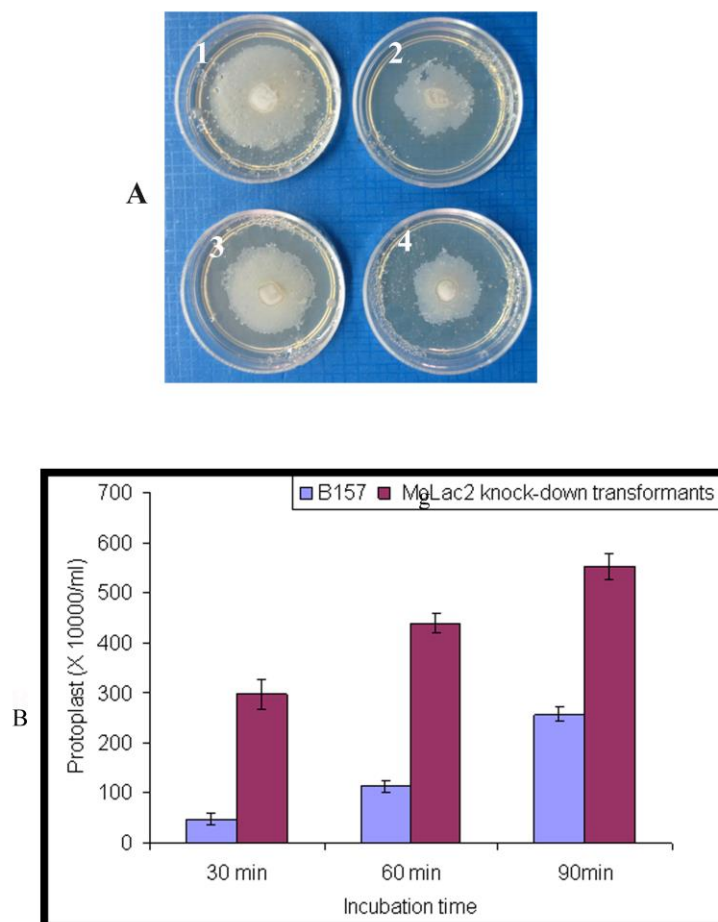 1 2
A
3 4
700
B157 MgLac2 knock-down transformants
600
500
400
300
200
100
0
Protoplast (X 10000/ml)
B
30 min 60 min 90min
Incubation time